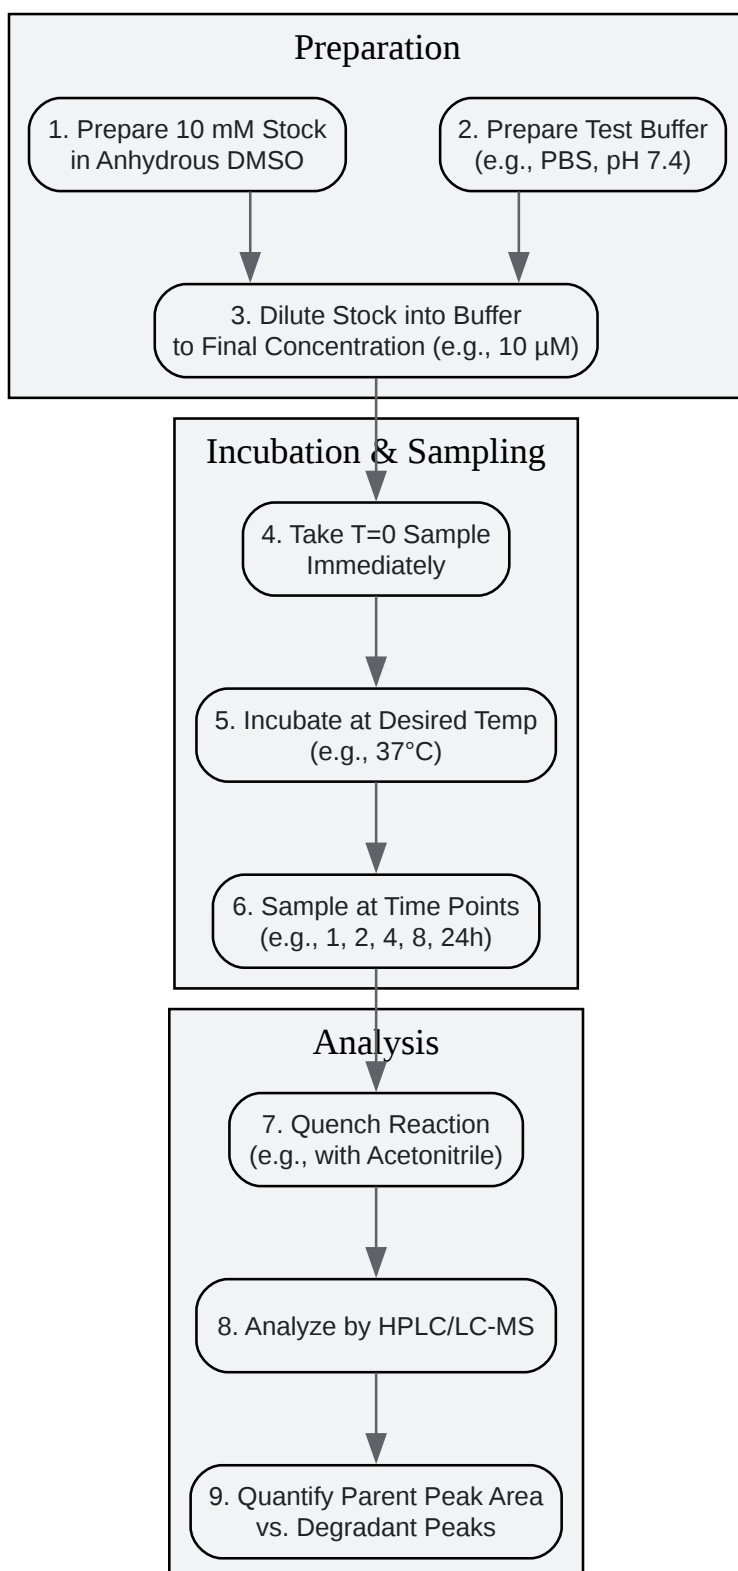 Preparation
1. Prepare 10 mM Stock
in Anhydrous DMSO
2. Prepare Test Buffer
(e.g., PBS, pH 7.4)
3. Dilute Stock into Buffer
to Final Concentration (e.g., 10 µM)
Incubation & Sampling
4. Take T=0 Sample
Immediately
5. Incubate at Desired Temp
(e.g., 37°C)
6. Sample at Time Points
(e.g., 1, 2, 4, 8, 24h)
Analysis
7. Quench Reaction
(e.g., with Acetonitrile)
8. Analyze by HPLC/LC-MS
9. Quantify Parent Peak Area
vs. Degradant Peaks